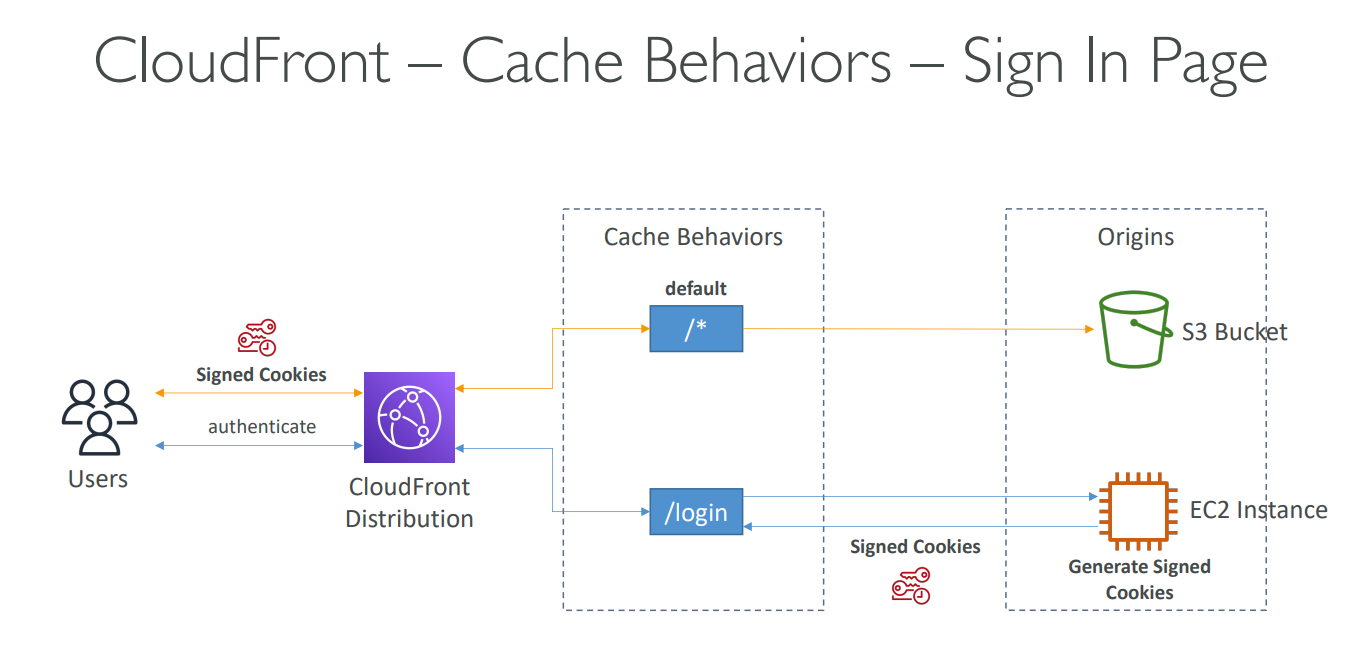 CloudFront – Cache Behaviors – Sign In Page
Cache Behaviors
Origins
default
/*
S3 Bucket
Signed Cookies
authenticate
Users
CloudFront
Distribution
/login
EC2 Instance
Signed Cookies
Generate Signed
Cookies